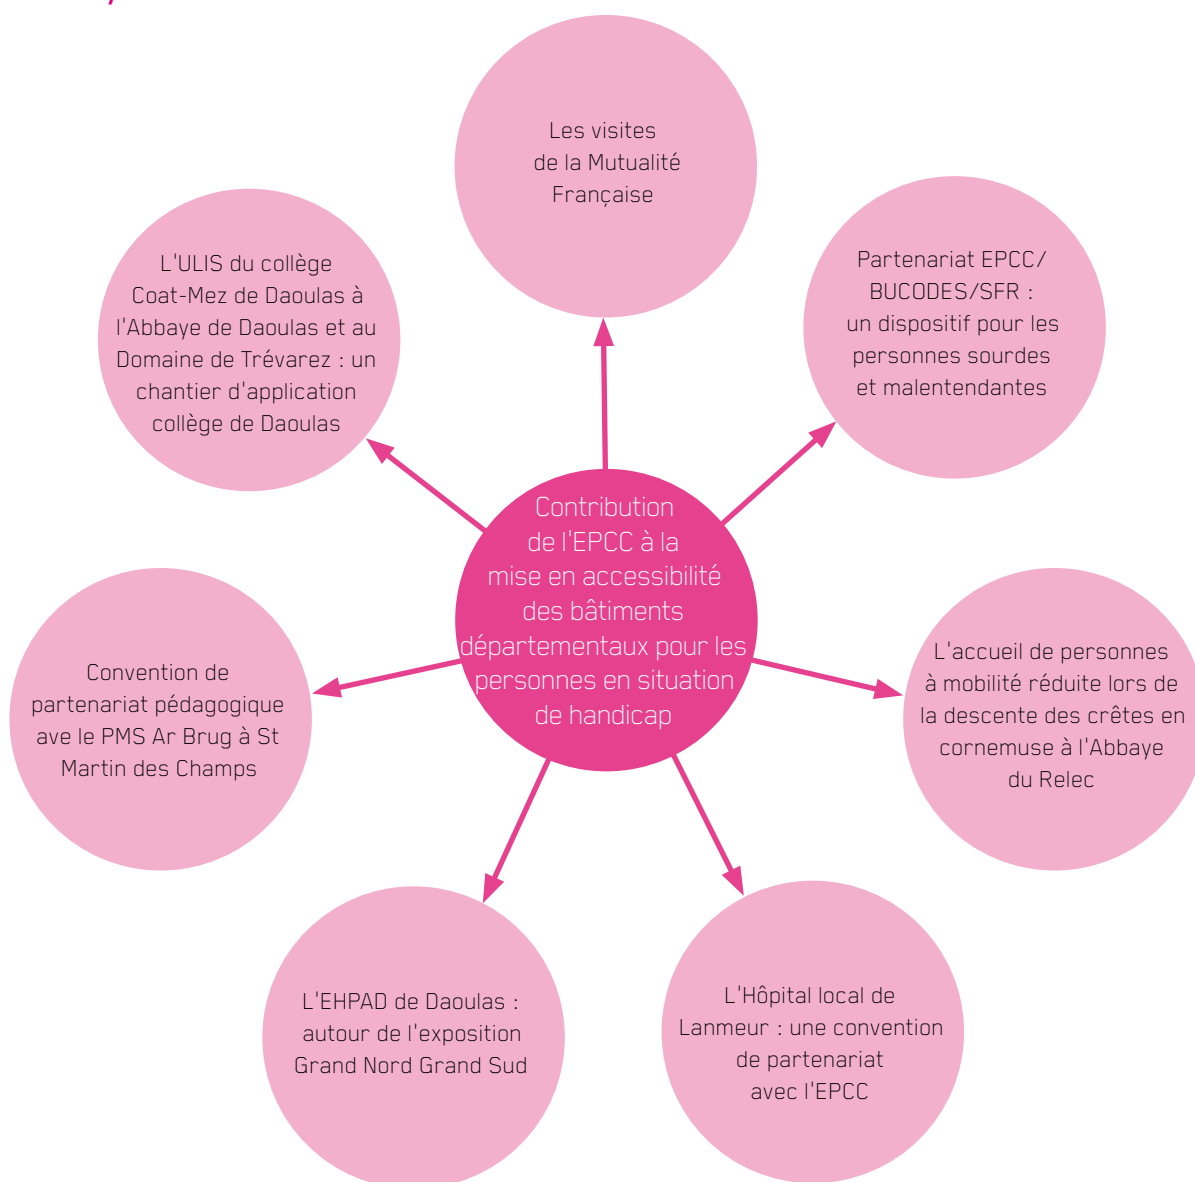 Les visites
de la Mutualité
Française
Partenariat EPCC/
BUCODES/SFR :
un dispositif pour les
personnes sourdes
et malentendantes
L'ULIS du collège
Coat-Mez de Daoulas à
l'Abbaye de Daoulas et au
Domaine de Trévarez : un
chantier d'application
collège de Daoulas
Contribution
de l'EPCC à la
mise en accessibilité
des bâtiments
départementaux pour les
personnes en situation
de handicap
L'accueil de personnes
à mobilité réduite lors de
la descente des crêtes en
cornemuse à l'Abbaye
du Relec
Convention de
partenariat pédagogique
ave le PMS Ar Brug à St
Martin des Champs
L'EHPAD de Daoulas :
autour de l'exposition
Grand Nord Grand Sud
L'Hôpital local de
Lanmeur : une convention
de partenariat
avec l'EPCC